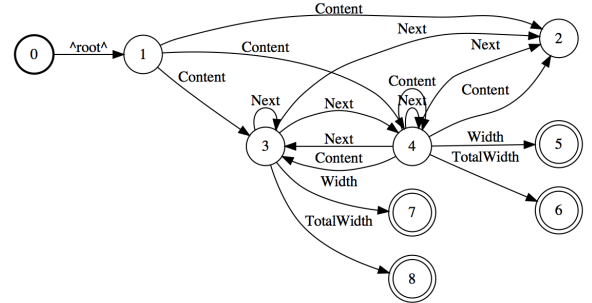 Content
Next
2
0
^root^
1
Content
Next
Content
Content
Content
Next
Next
Next
3
Next
4
Width
5
Content
TotalWidth
Width
6
7
TotalWidth
8